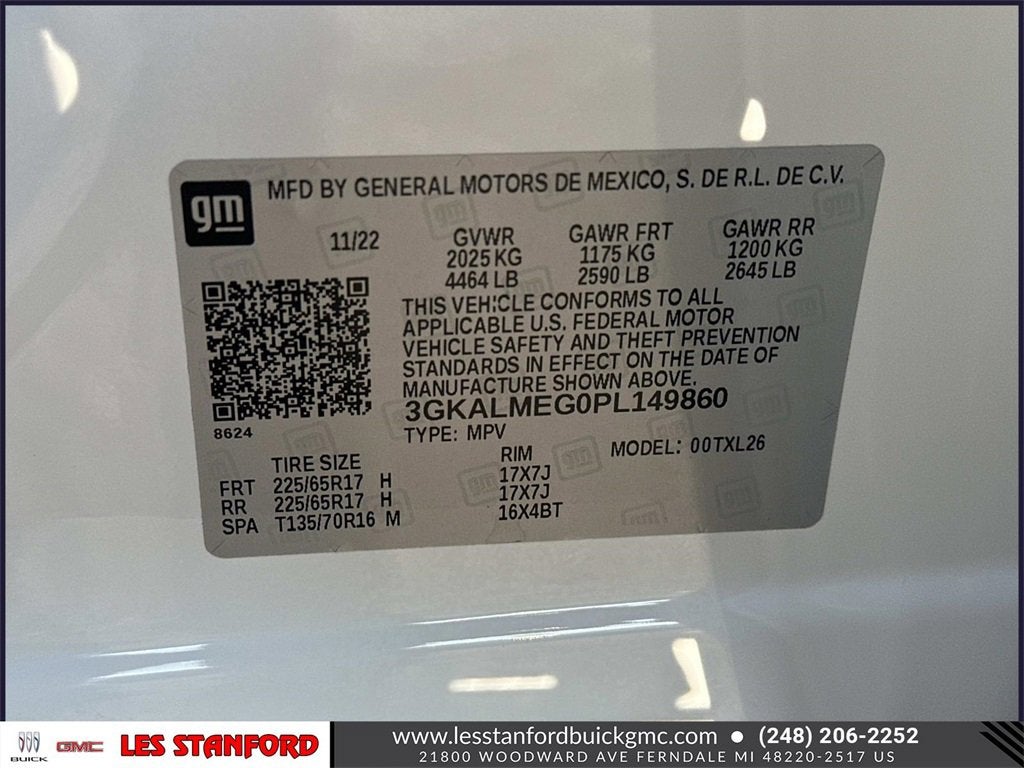 gm
MFD BY GENERAL MOTORS DE MEXICO, S. DE R.L. DE C.V.
11/22
GVWR GAWR FRT GAWR RR
2025 KG 1175 KG 1200 KG
4464 LB 2590 LB 2645 LB
THIS VEHICLE CONFORMS TO ALL
APPLICABLE U.S. FEDERAL MOTOR
VEHICLE SAFETY AND THEFT PREVENTION
STANDARDS IN EFFECT ON THE DATE OF
MANUFACTURE SHOWN ABOVE.
3GKALMEG0PL149860
8624
TYPE: MPV MODEL: 00TXL26
TIRE SIZE RIM
FRT 225/65R17 H 17X7J
RR 225/65R17 H 17X7J
SPA T135/70R16 M 16X4BT
BUICK GMC LES STANFORD
www.lesstanfordbuickgmc.com • (248) 206-2252
21800 WOODWARD AVE FERNDALE MI 48220-2517 US